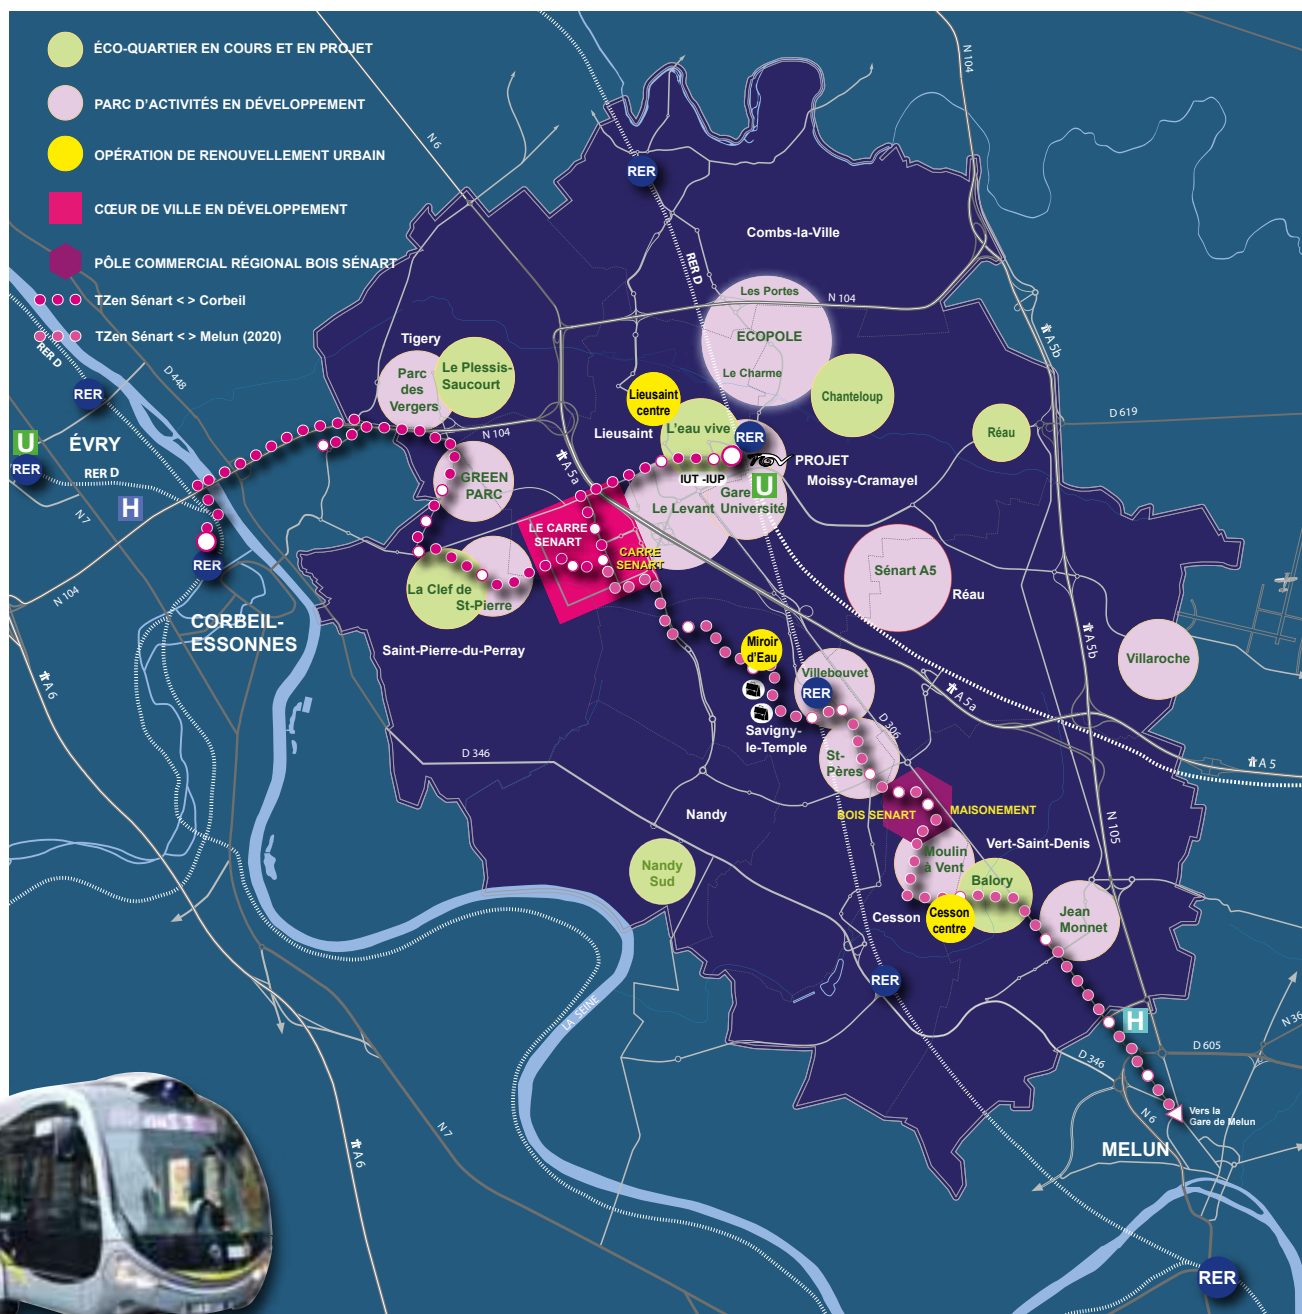 ÉCO-QUARTIER EN COURS ET EN PROJET
PARC D'ACTIVITÉS EN DÉVELOPPEMENT
OPÉRATION DE RENOUVELLEMENT URBAIN
CŒUR DE VILLE EN DÉVELOPPEMENT
PÔLE COMMERCIAL RÉGIONAL BOIS SÉNART
TZen Sénart < > Corbeil
TZen Sénart < > Melun (2020)
N 6
N 104
RER
RER D
Combs-la-Ville
Les Portes
N 104
ECOPOLE
Le Charme
A 5b
Tigery
Parc
des
Vergers
Le Plessis-
Saucourt
Lieusaint
centre
Chanteloup
D 619
Réau
RER D
D 448
RER
U
ÉVRY
RER
RER D
H
N 7
N 104
A 5a
Lieusaint
L'eau vive
RER
TGV
PROJET
IUT -IUP
U
Moissy-Cramayel
Gare
Université
Le Levant
GREEN
PARC
LE CARRE
SENART
CARRE
SENART
Sénart A5
Réau
RER
N 104
CORBEIL-
ESSONNES
La Clef de
St-Pierre
Saint-Pierre-du-Perray
A 6
Miroir
d'Eau
Villebouvet
RER
A 5b
Villaroche
A 5a
D 306
Savigny-
le-Temple
St-
Pères
A 5
D 346
Nandy
BOIS SENART
MAISONEMENT
N 105
Vert-Saint-Denis
Moulin
à Vent
Nandy
Sud
Balory
Cesson
Cesson
centre
Jean
Monnet
RER
LA SEINE
H
N 36
D 605
D 346
N 6
Vers la
Gare de Melun
MELUN
N 7
A 6
RER